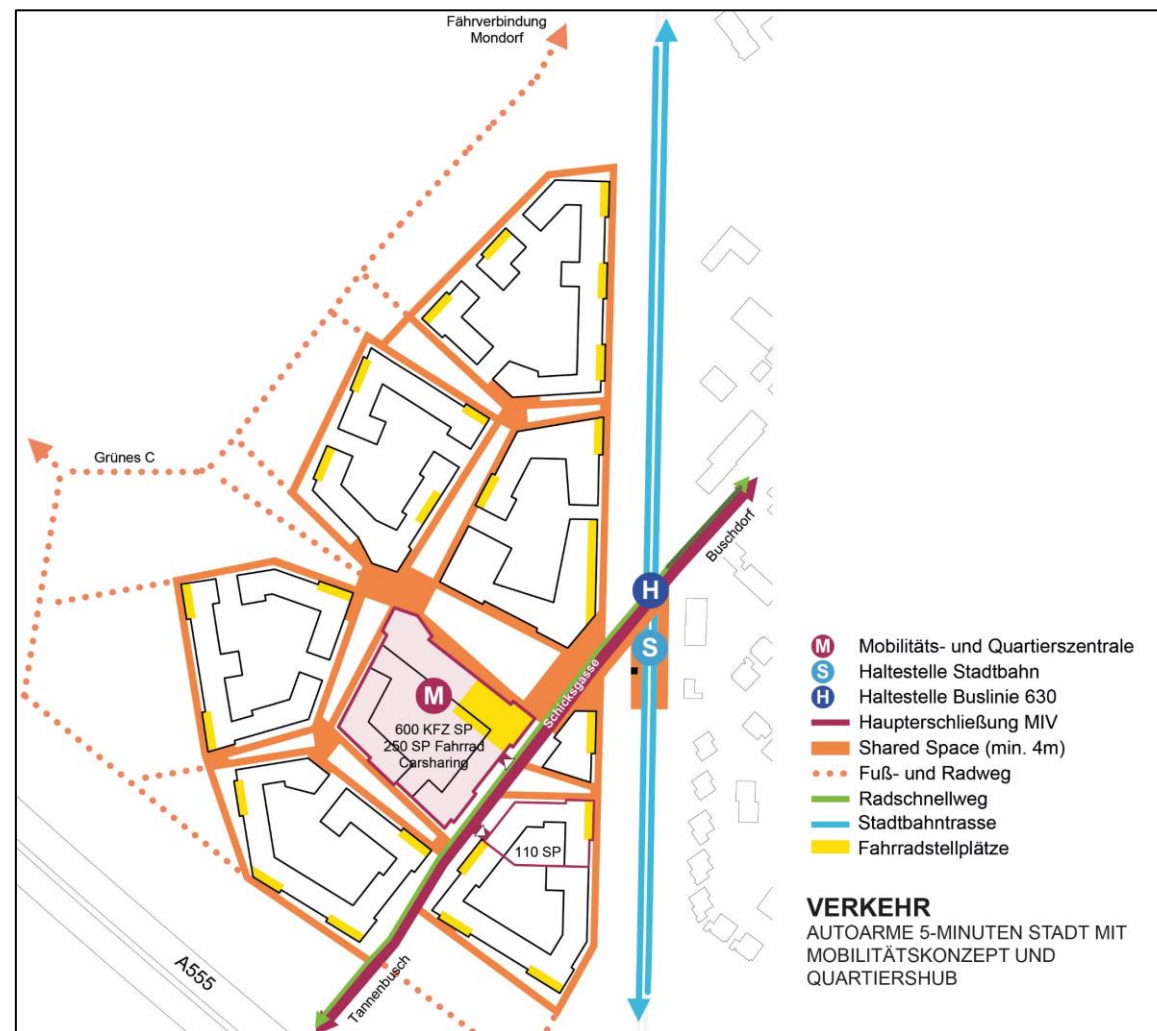 Fährverbindung
Mondorf
Grünes C
Buschdorf
H
S
Schicksgasse
M
600 KFZ SP
250 SP Fahrrad
Carsharing
110 SP
A555
Tannenbusch
M Mobilitäts- und Quartierszentrale
S Haltestelle Stadtbahn
H Haltestelle Buslinie 630
Haupterschließung MIV
Shared Space (min. 4m)
Fuß- und Radweg
Radschnellweg
Stadtbahntrasse
Fahrradstellplätze
VERKEHR
AUTOARME 5-MINUTEN STADT MIT
MOBILITÄTSKONZEPT UND
QUARTIERSHUB